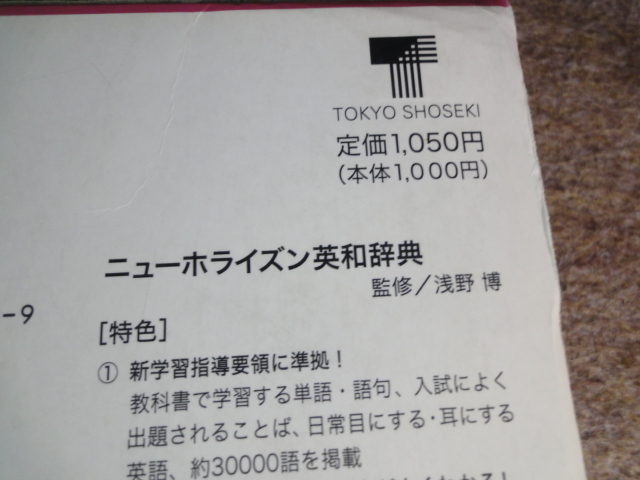 TOKYO SHOSEKI
定価1,050円
（本体1,000円）
ニューホライズン英和辞典
監修／浅野 博
-9
［特色］
① 新学習指導要領に準拠！
教科書で学習する単語・語句、入試によく
出題されることば、日常目にする・耳にする
英語、約30000語を掲載